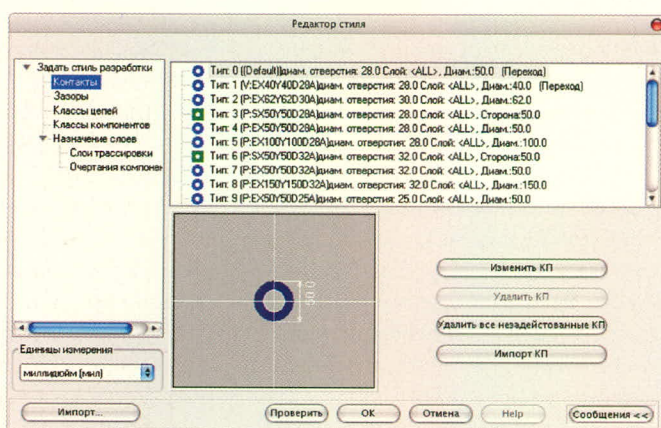 Редактор стиля
Задать стиль разработки
Контакты
Зазоры
Классы цепей
Классы компонентов
Назначение слоев
Слои трассировки
Очертания компонен
Тип: 0 [(Default)]диам. отверстия: 28.0 Слой: <ALL>, Диам.:50.0 (Переход)
Тип: 1 [V:EX40Y40D28A]диам. отверстия: 28.0 Слой: <ALL>, Диам.:40.0 (Переход)
Тип: 2 [P:EX62Y62D30A]диам. отверстия: 30.0 Слой: <ALL>, Диам.:62.0
Тип: 3 [P:SX50Y50D28A]диам. отверстия: 28.0 Слой: <ALL>, Сторона:50.0
Тип: 4 [P:EX50Y50D28A]диам. отверстия: 28.0 Слой: <ALL>, Диам.:50.0
Тип: 5 [P:EX100Y100D28A]диам. отверстия: 28.0 Слой: <ALL>, Диам.:100.0
Тип: 6 [P:SX50Y50D32A]диам. отверстия: 32.0 Слой: <ALL>, Сторона:50.0
Тип: 7 [P:EX50Y50D32A]диам. отверстия: 32.0 Слой: <ALL>, Диам.:50.0
Тип: 8 [P:EX150Y150D32A]диам. отверстия: 32.0 Слой: <ALL>, Диам.:150.0
Тип: 9 [P:EX50Y50D25A]диам. отверстия: 25.0 Слой: <ALL>, Диам.:50.0
50.0
Изменить КП
Удалить КП
Удалить все незадействованные КП
Импорт КП
Единицы измерения
миллидюйм (мил)
Импорт...
Проверить
OK
Отмена
Help
Сообщения <<